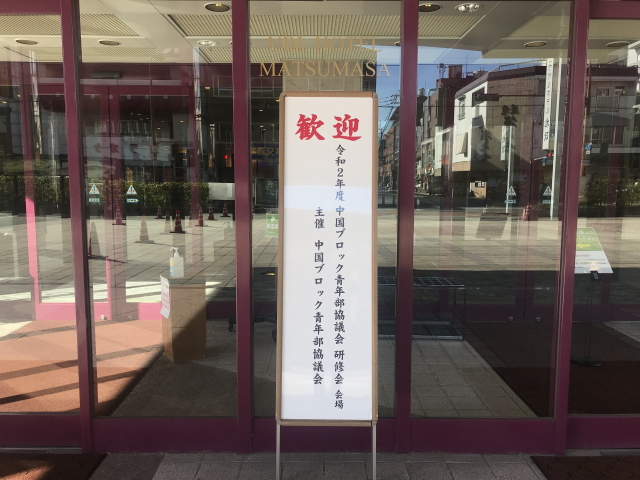 MATSUMASA
歓迎
令和2年度 中国ブロック青年部協議会 研修会 会場
主催 中国ブロック青年部協議会